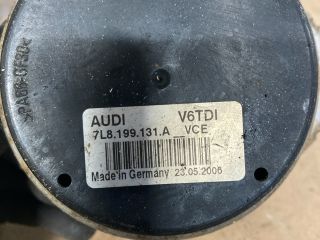 AUDI V6TDI
7L8.199.131.A VCE
Made in Germany 23.05.2006